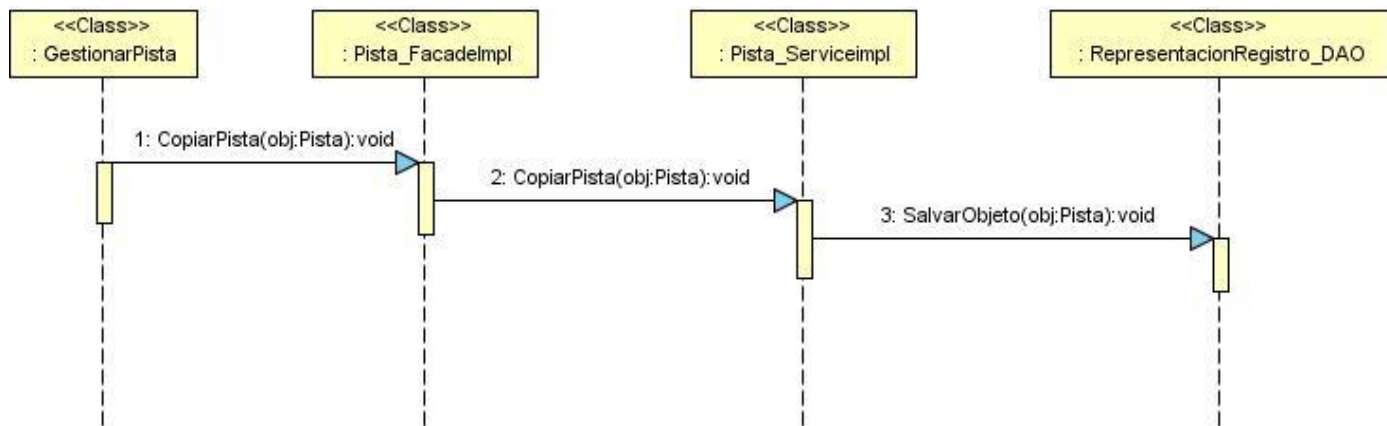 <<Class>>
: GestionarPista
<<Class>>
: Pista_FacadeImpl
<<Class>>
: Pista_Serviceimpl
<<Class>>
: RepresentacionRegistro_DAO
1: CopiarPista(obj:Pista):void
2: CopiarPista(obj:Pista):void
3: SalvarObjeto(obj:Pista):void